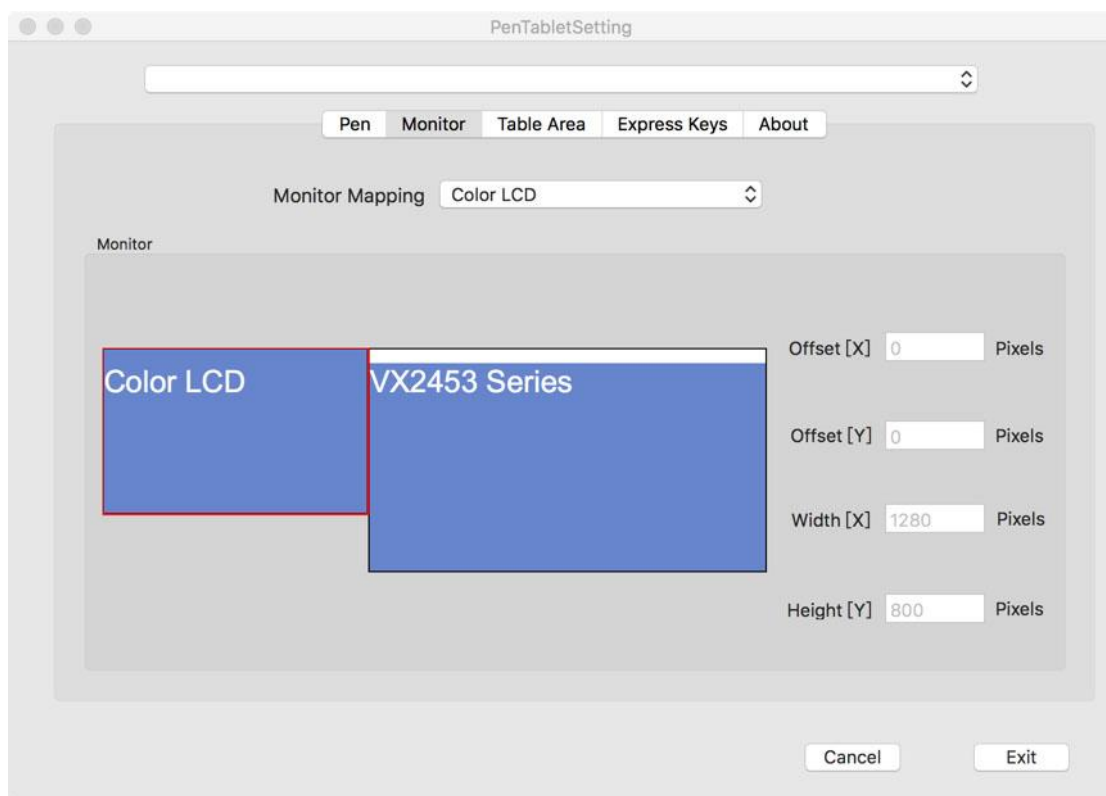 PenTabletSetting
Pen Monitor Table Area Express Keys About
Monitor Mapping Color LCD
Monitor
Color LCD
VX2453 Series
Offset [X] 0 Pixels
Offset [Y] 0 Pixels
Width [X] 1280 Pixels
Height [Y] 800 Pixels
Cancel Exit